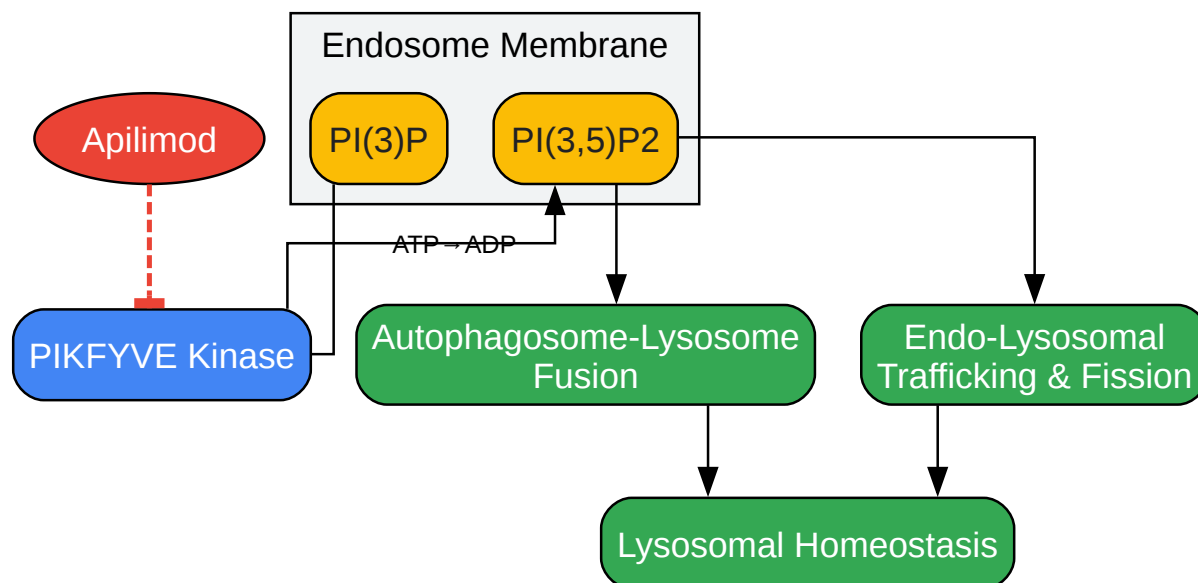 Endosome Membrane
Apilimod
PI(3)P
PI(3,5)P2
ATP→ADP
PIKFYVE Kinase
Autophagosome-Lysosome
Fusion
Endo-Lysosomal
Trafficking & Fission
Lysosomal Homeostasis